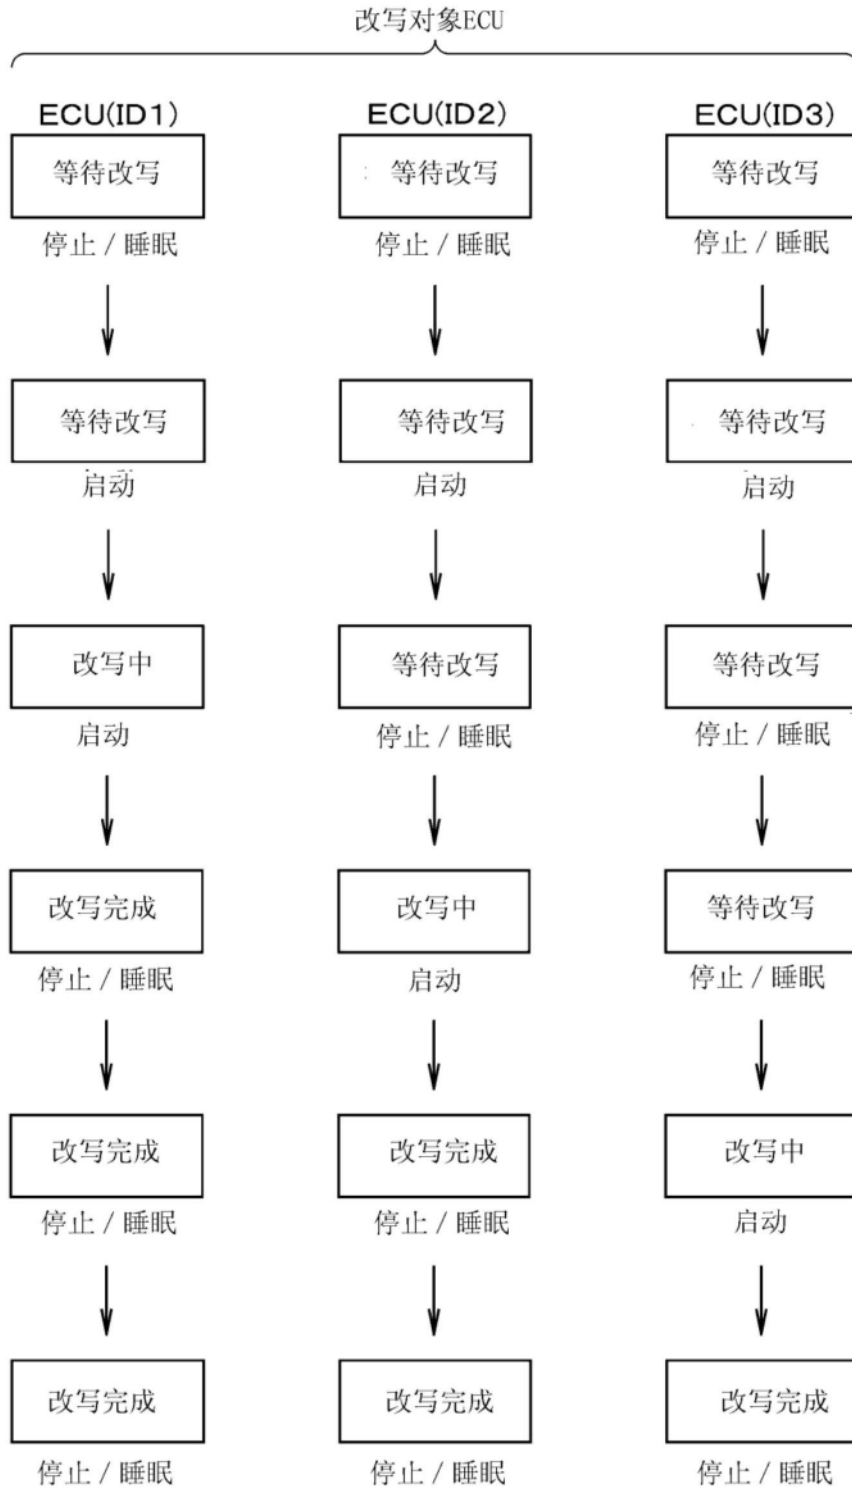 改写对象ECU
ECU(ID1) ECU(ID2) ECU(ID3)
等待改写 等待改写 等待改写
停止/睡眠 停止/睡眠 停止/睡眠
等待改写 等待改写 等待改写
启动 启动 启动
改写中 等待改写 等待改写
启动 停止/睡眠 停止/睡眠
改写完成 改写中 等待改写
停止/睡眠 启动 停止/睡眠
改写完成 改写完成 改写中
停止/睡眠 停止/睡眠 启动
改写完成 改写完成 改写完成
停止/睡眠 停止/睡眠 停止/睡眠